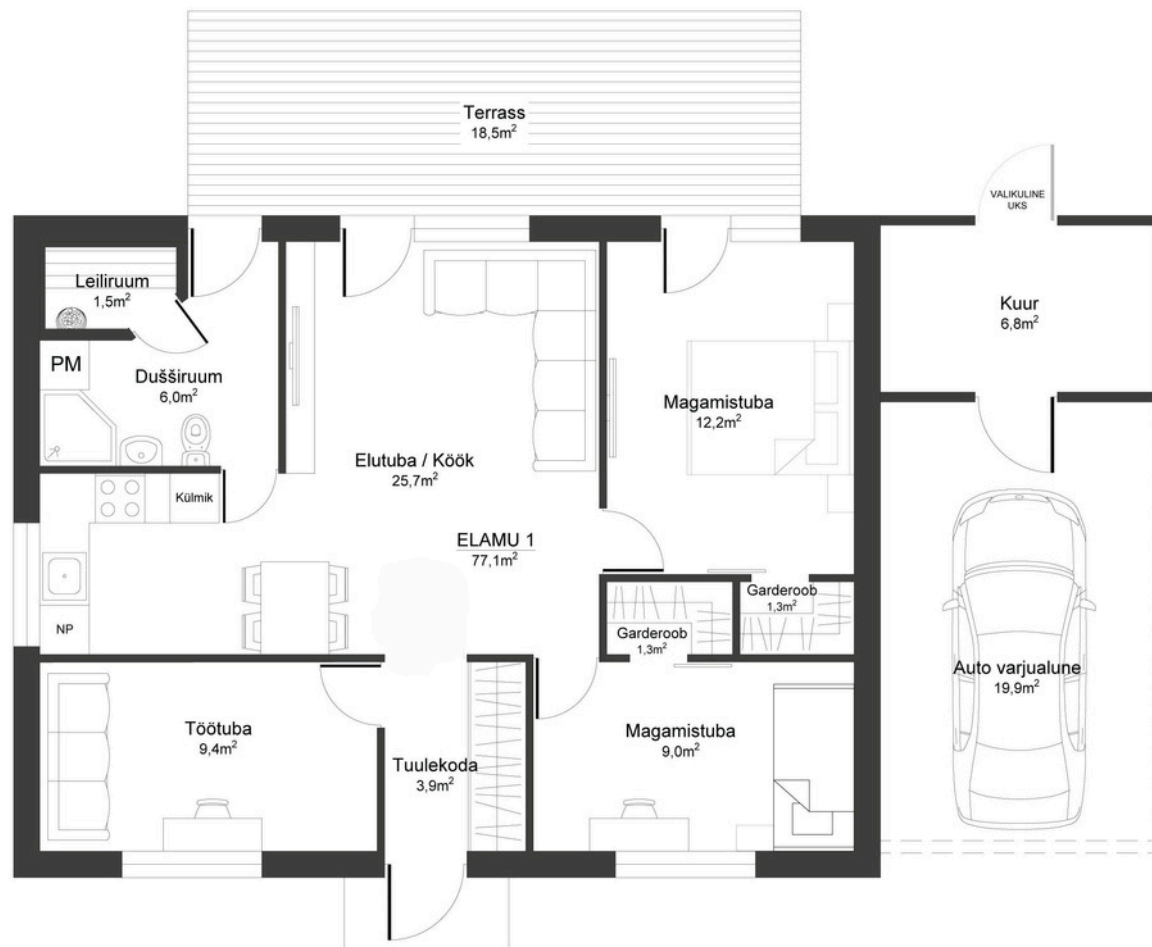 Terrass
18,5m²
VALIKULINE
UKS
Leiliruum
1,5m²
Kuur
6,8m²
PM
Dušširuum
6,0m²
Magamistuba
12,2m²
Elutuba / Köök
25,7m²
Külmik
ELAMU 1
77,1m²
Garderoob
1,3m²
NP
Garderoob
1,3m²
Auto varjualune
19,9m²
Töötuba
9,4m²
Magamistuba
9,0m²
Tuulekoda
3,9m²